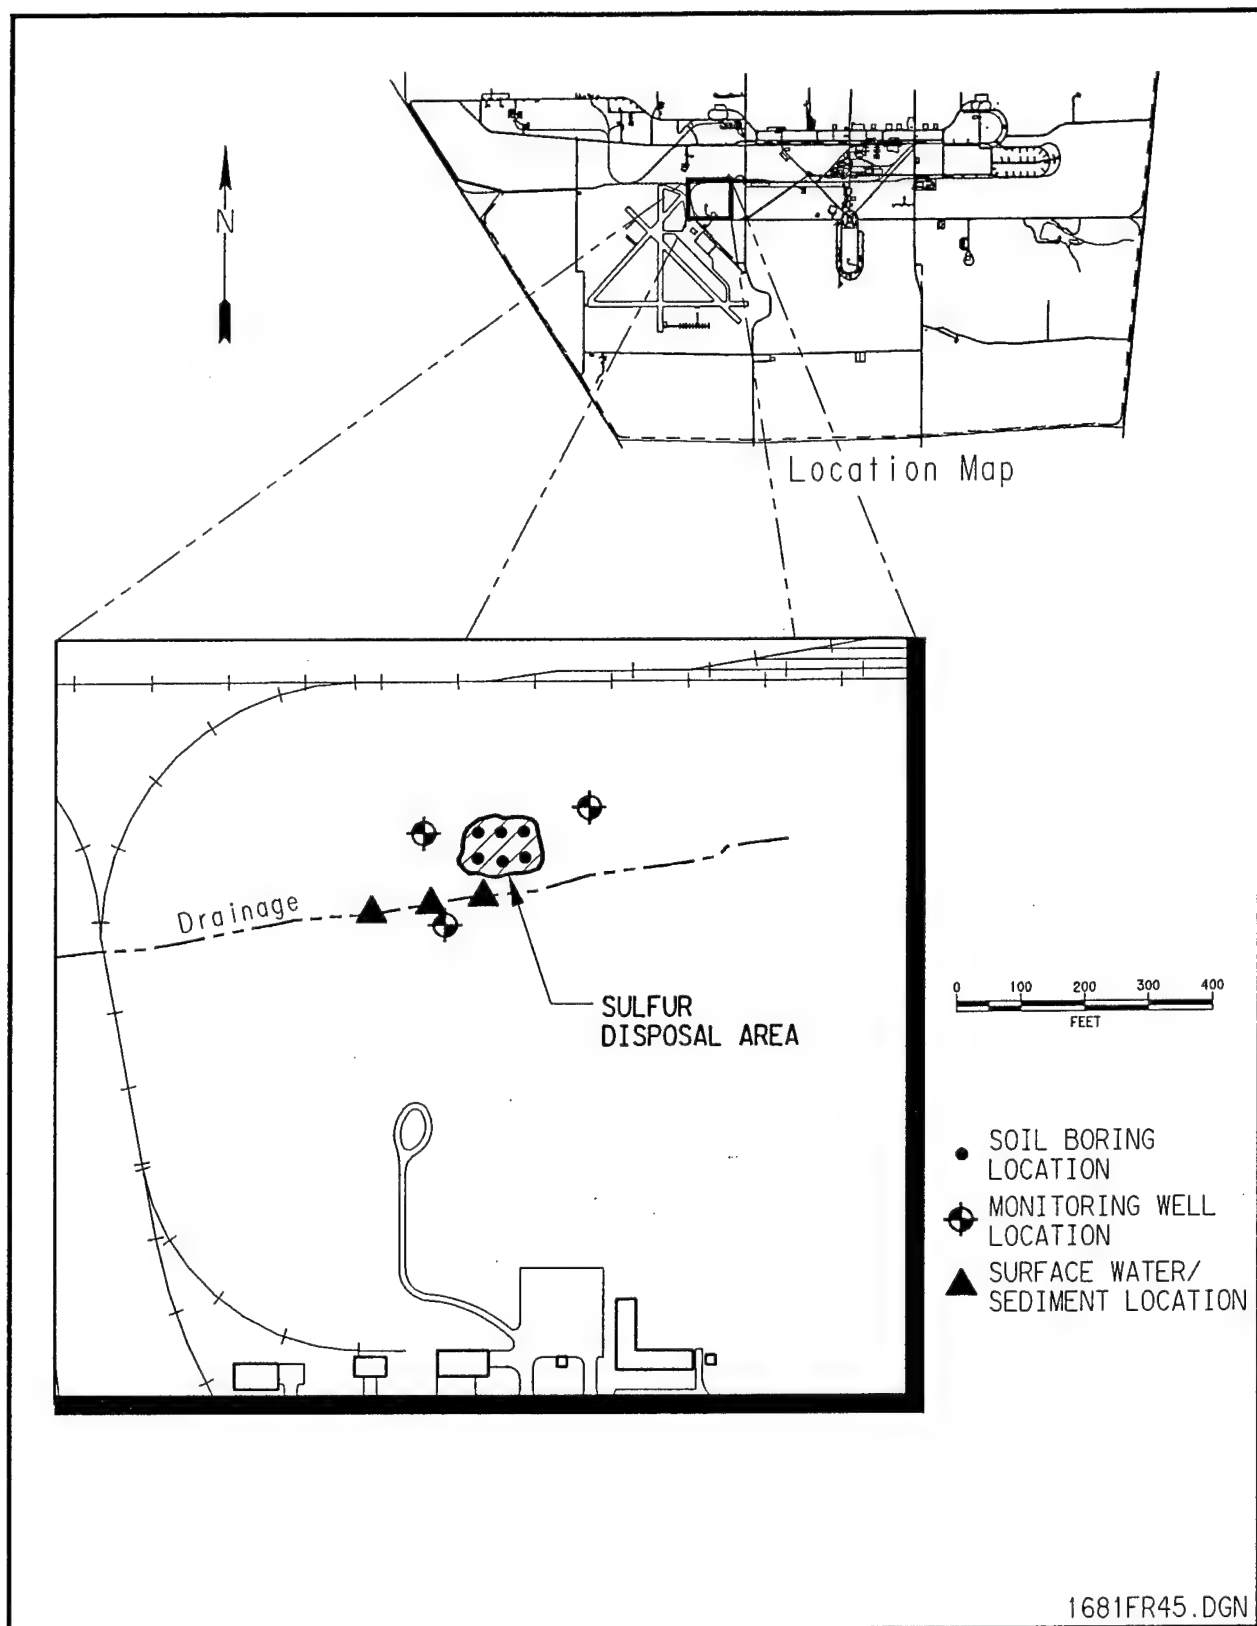 N
Location Map
Drainage
SULFUR
DISPOSAL AREA
0 100 200 300 400
FEET
SOIL BORING
LOCATION
MONITORING WELL
LOCATION
SURFACE WATER/
SEDIMENT LOCATION
1681FR45.DGN